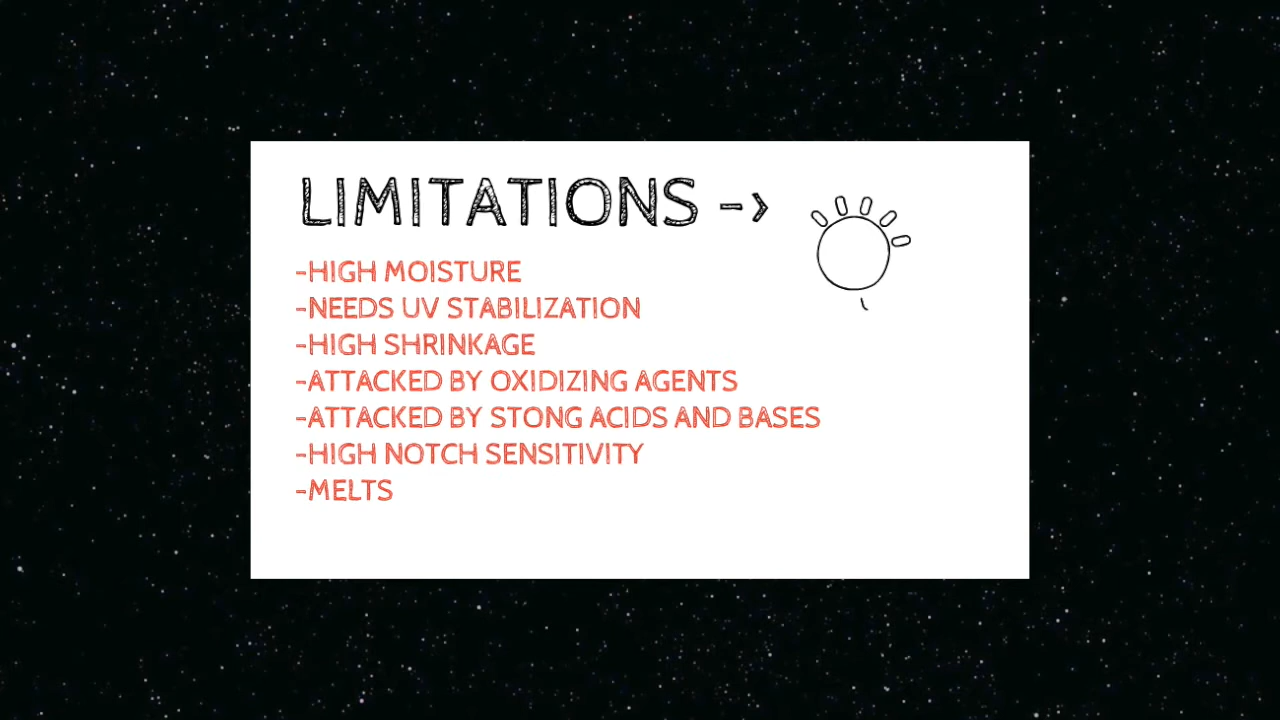 LIMITATIONS ->
-HIGH MOISTURE
-NEEDS UV STABILIZATION
-HIGH SHRINKAGE
-ATTACKED BY OXIDIZING AGENTS
-ATTACKED BY STONG ACIDS AND BASES
-HIGH NOTCH SENSITIVITY
-MELTS